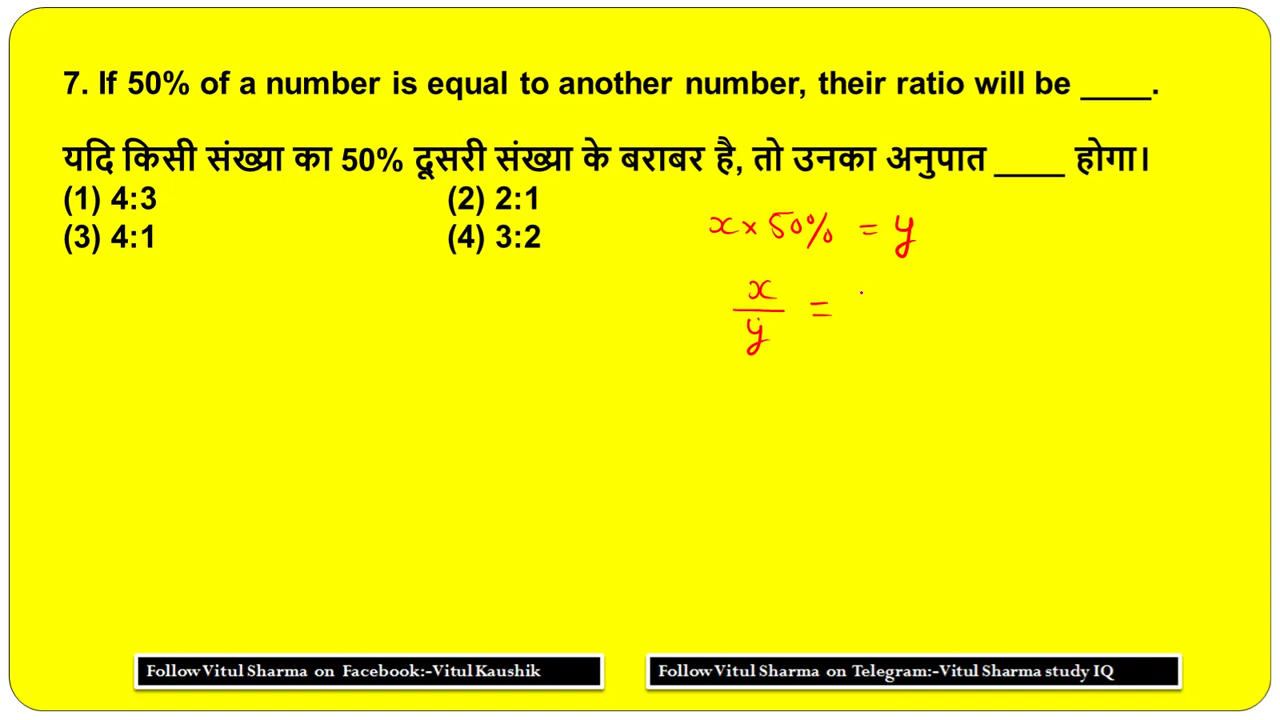 7. If 50% of a number is equal to another number, their ratio will be ____.
यदि किसी संख्या का 50% दूसरी संख्या के बराबर है, तो उनका अनुपात ____ होगा।
(1) 4:3 (2) 2:1
(3) 4:1 (4) 3:2
x × 50% = y
x
y =
Follow Vitul Sharma on Facebook:-Vitul Kaushik
Follow Vitul Sharma on Telegram:-Vitul Sharma study IQ